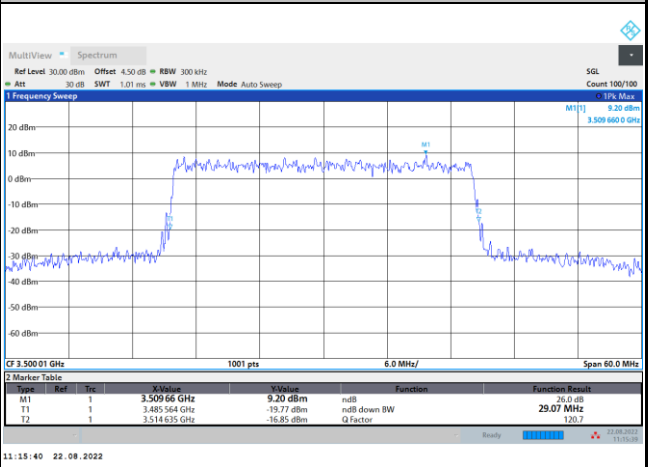 MultiView Spectrum
Ref Level 30.00 dBm Offset 4.50 dB RBW 300 kHz SGL
Att 30 dB SWT 1.01 ms VBW 1 MHz Mode Auto Sweep Count 100/100
1 Frequency Sweep 1Pk Max
M1[1] 9.20 dBm
3.509 660 0 GHz
20 dBm
M1
10 dBm
0 dBm
-10 dBm
T1 T2
-20 dBm
-30 dBm
-40 dBm
-50 dBm
-60 dBm
CF 3.500 01 GHz 1001 pts 6.0 MHz/ Span 60.0 MHz
2 Marker Table
Type Ref Trc X-Value Y-Value Function Function Result
M1 1 3.509 66 GHz 9.20 dBm ndB 26.0 dB
T1 1 3.485 564 GHz -19.77 dBm ndB down BW 29.07 MHz
T2 1 3.514 635 GHz -16.85 dBm Q Factor 120.7
Ready 22.08.2022
11:15:39
11:15:40 22.08.2022